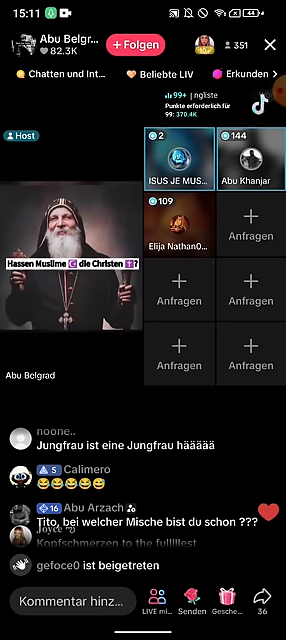 15:11
44
Abu Belgr...
82.3K
+ Folgen
351
Chatten und Int...
Beliebte LIV
Erkunden
99+ | ngliste
Punkte erforderlich für
99: 370.4K
Host
2
144
ISUS JE MUS...
Abu Khanjar
109
Elija Nathan0...
Anfragen
Anfragen
Anfragen
Anfragen
Anfragen
Hassen Muslime ☪ die Christen ✝?
Abu Belgrad
noone..
Jungfrau ist eine Jungfrau häääää
5 Calimero
😂😂😂😂😂
16 Abu Arzach
Tito, bei welcher Mische bist du schon ???
Joyce
Kopfschmerzen to the fulllllest
gefoce0 ist beigetreten
Kommentar hinz...
LIVE mi...
Senden
Gesche...
36